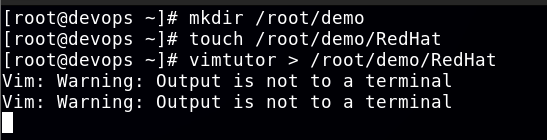 [root@devops ~]# mkdir /root/demo
[root@devops ~]# touch /root/demo/RedHat
[root@devops ~]# vimtutor > /root/demo/RedHat
Vim: Warning: Output is not to a terminal
Vim: Warning: Output is not to a terminal